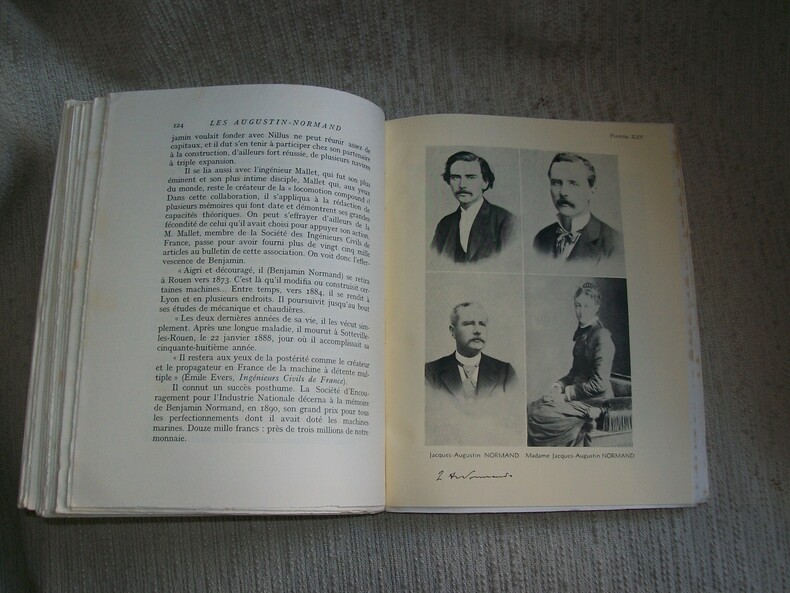 124 LES AUGUSTIN-NORMAND
jamin voulait fonder avec Nillus ne peut réunir assez de
capitaux, et il dut s'en tenir à participer chez son partenaire
à la construction, d'ailleurs fort réussie, de plusieurs navires
à triple expansion.
Il se lia aussi avec l'ingénieur Mallet, qui fut son plus
éminent et son plus intime disciple, Mallet qui, aux yeux
du monde, reste le créateur de la « locomotion compound »!
Dans cette collaboration, il s'appliqua à la rédaction de
plusieurs mémoires qui font date et démontrent ses grandes
capacités théoriques. On peut s'effrayer d'ailleurs de la
fécondité de celui qu'il avait choisi pour appuyer son action.
M. Mallet, membre de la Société des Ingénieurs Civils de
France, passe pour avoir fourni plus de vingt cinq mille
articles au bulletin de cette association. On voit donc l'effer-
vescence de Benjamin.
« Aigri et découragé, il (Benjamin Normand) se retira
à Rouen vers 1873. C'est là qu'il modifia ou construisit cer-
taines machines... Entre temps, vers 1884, il se rendit à
Lyon et en plusieurs endroits. Il poursuivit jusqu'au bout
ses études de mécanique et chaudières.
« Les deux dernières années de sa vie, il les vécut sim-
plement. Après une longue maladie, il mourut à Sotteville-
les-Rouen, le 22 janvier 1888, jour où il accomplissait sa
cinquante-huitième année.
« Il restera aux yeux de la postérité comme le créateur
et le propagateur en France de la machine à détente mul-
tiple » (Émile Evers, Ingénieurs Civils de France).
Il connut un succès posthume. La Société d'Encou-
ragement pour l'Industrie Nationale décerna à la mémoire
de Benjamin Normand, en 1890, son grand prix pour tous
les perfectionnements dont il avait doté les machines
marines. Douze mille francs : près de trois millions de notre
monnaie.
Planche XXV
Jacques-Augustin NORMAND Madame Jacques-Augustin NORMAND